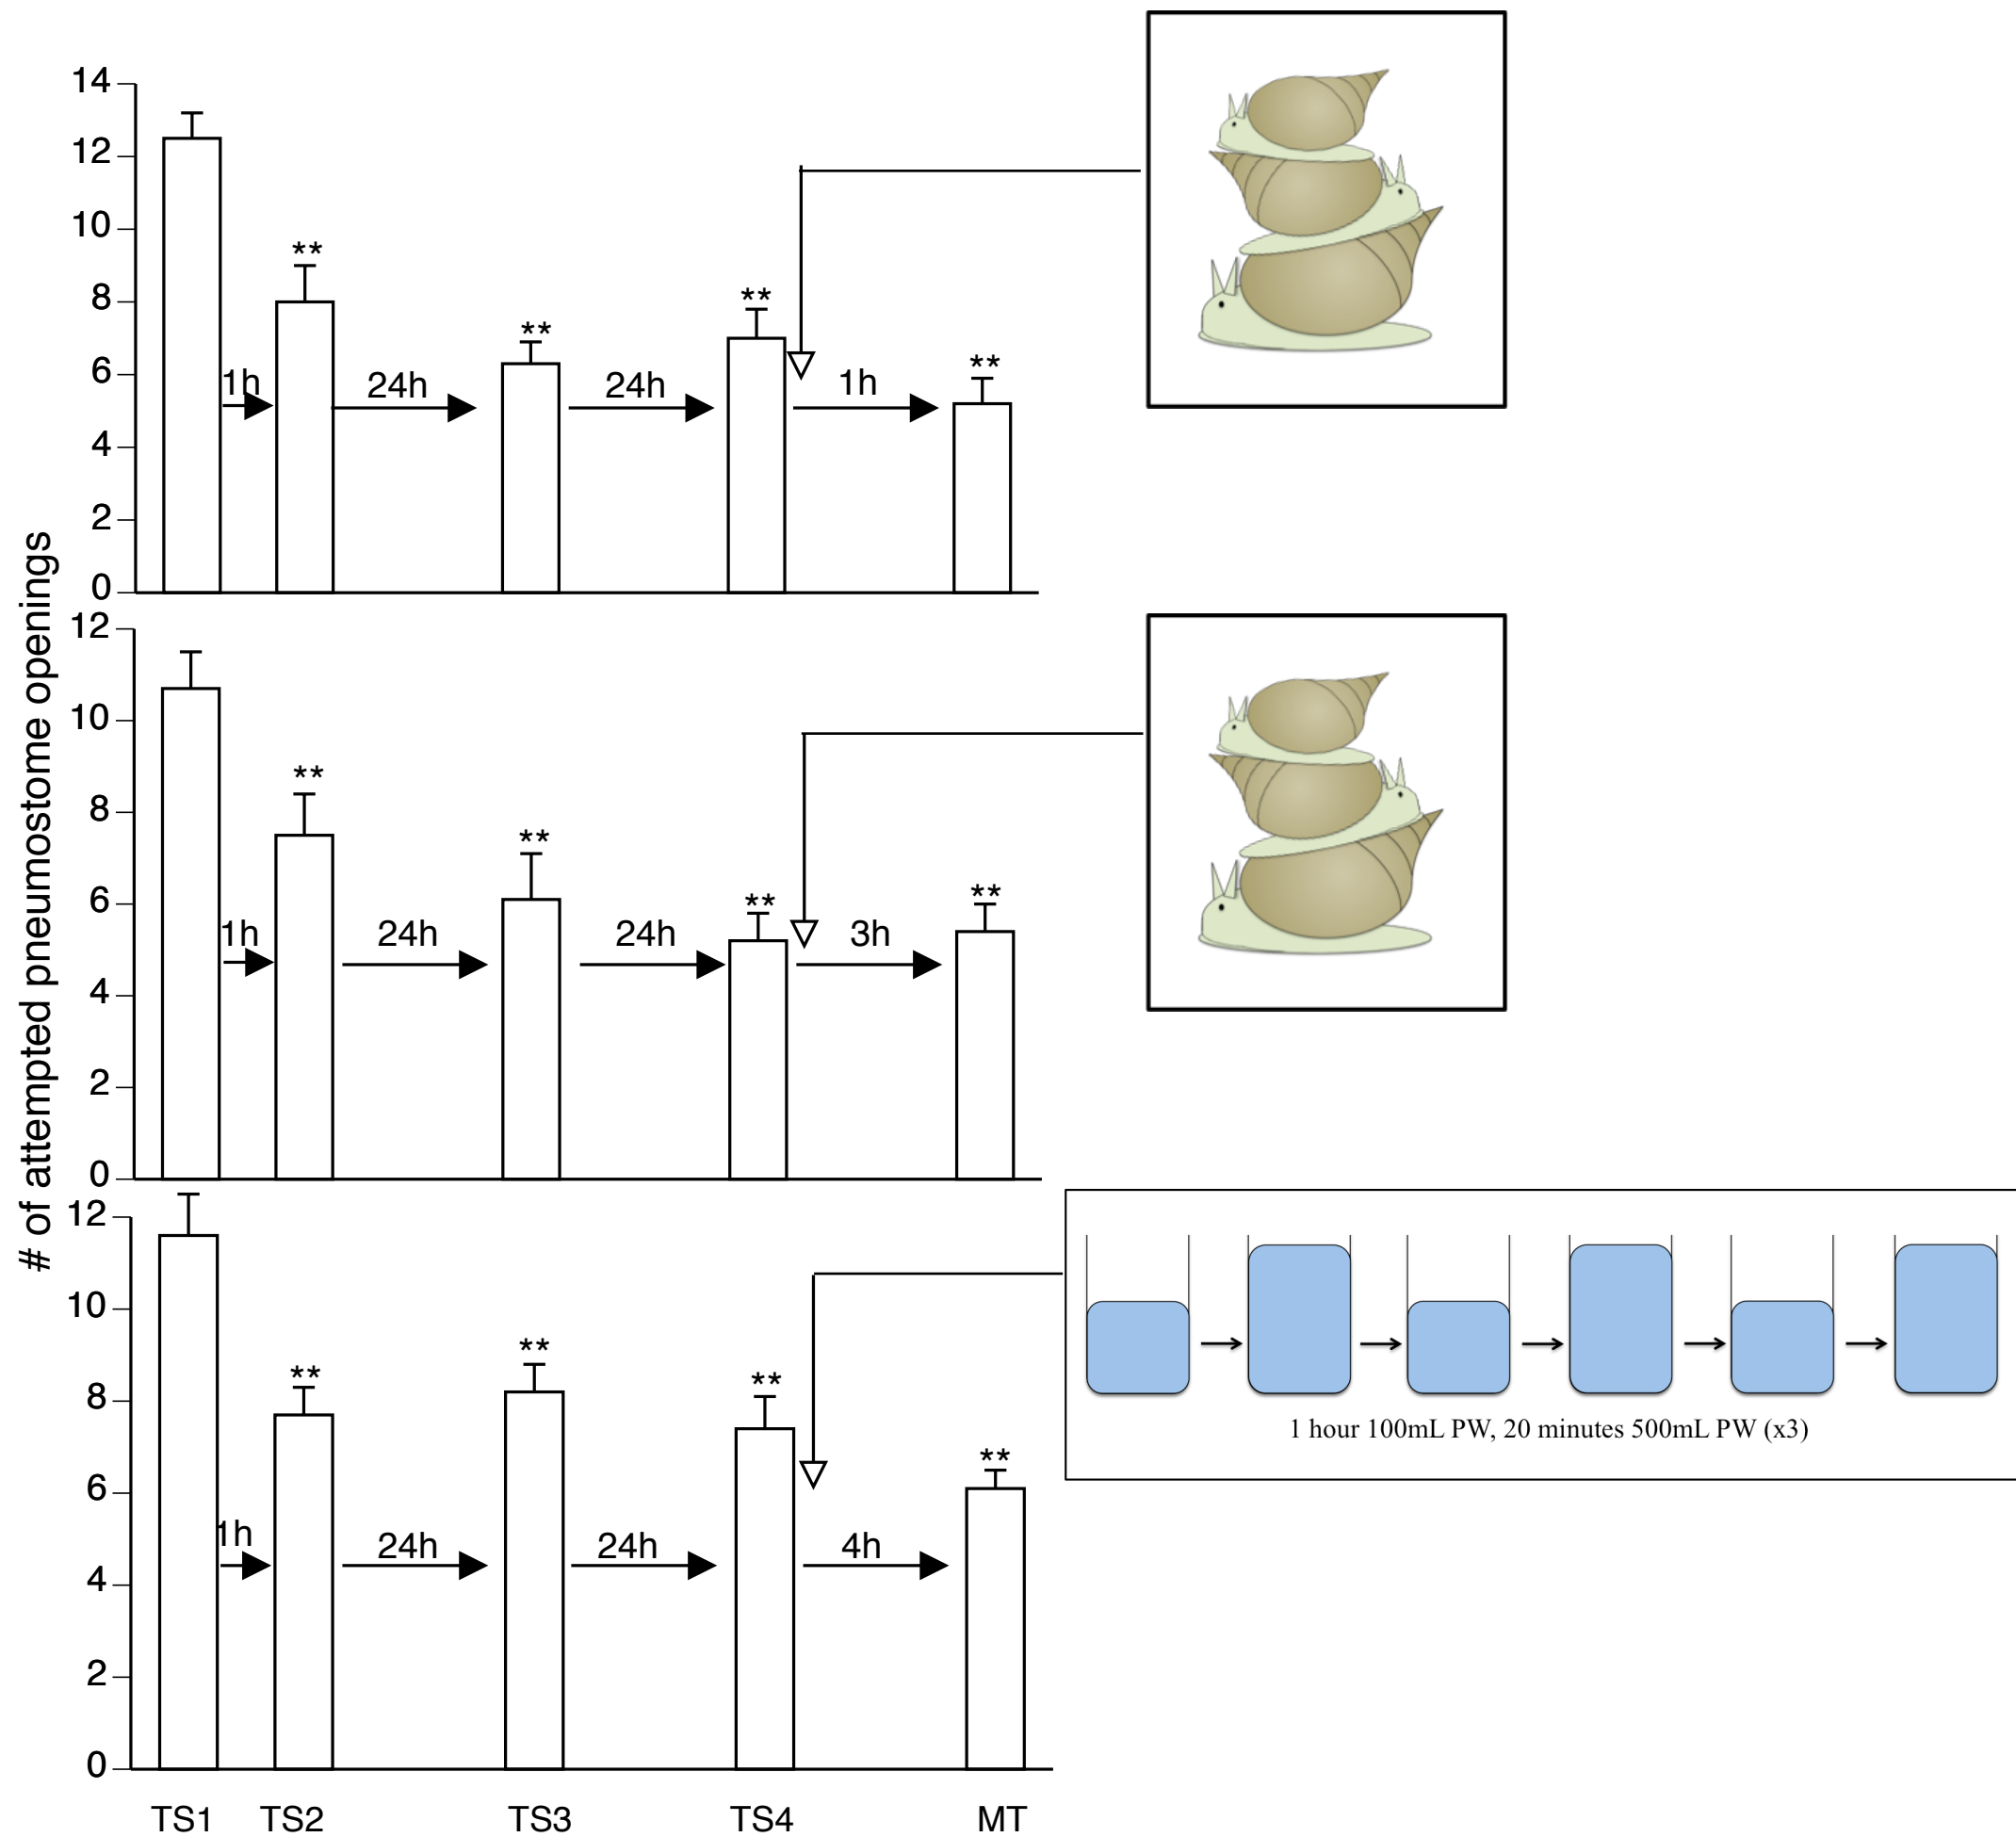 # of attempted pneumostome openings
14
12
10
8
6
4
2
0
**
**
**
**
1h
24h
24h
1h
12
10
8
6
4
2
0
**
**
**
**
1h
24h
24h
3h
12
10
8
6
4
2
0
**
**
**
**
1h
24h
24h
4h
1 hour 100mL PW, 20 minutes 500mL PW (x3)
TS1 TS2 TS3 TS4 MT